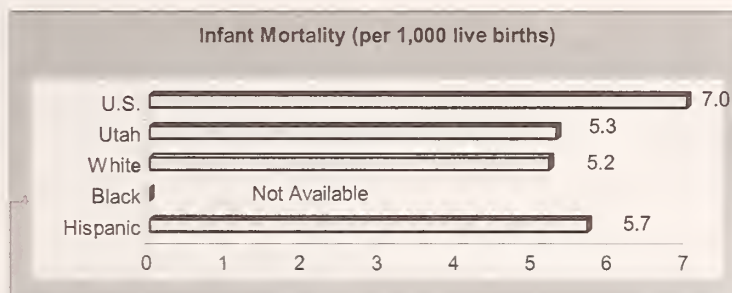 Infant Mortality (per 1,000 live births)
U.S. 7.0
Utah 5.3
White 5.2
Black Not Available
Hispanic 5.7
0 1 2 3 4 5 6 7